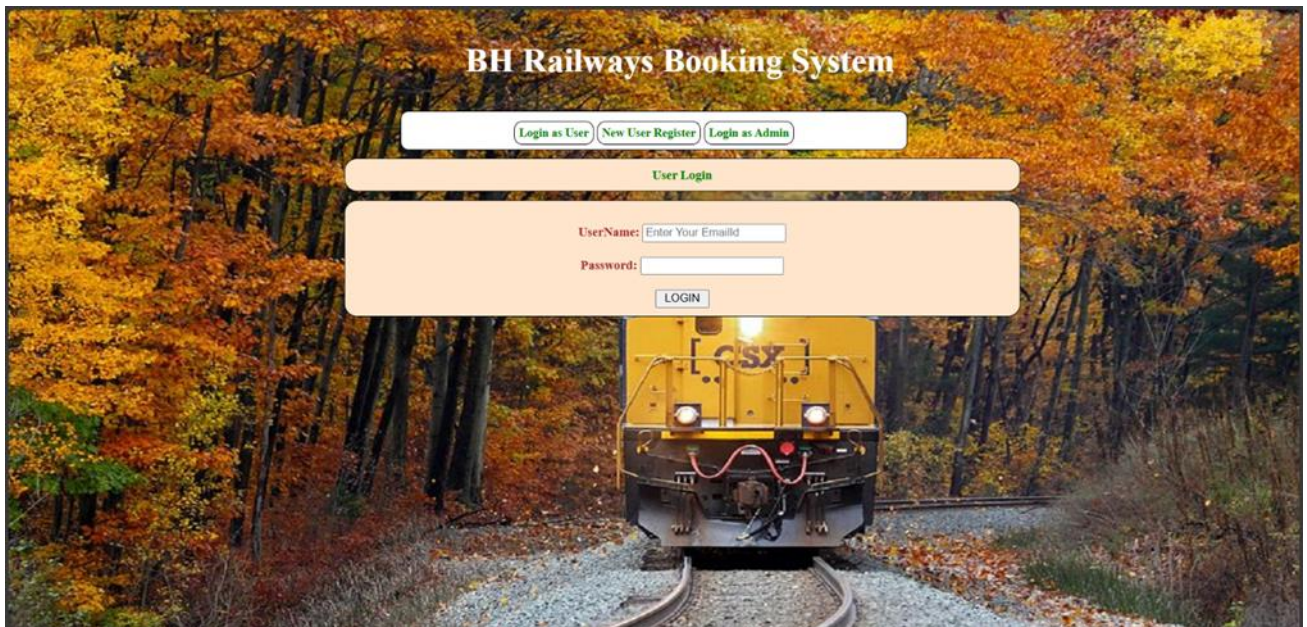 BH Railways Booking System
Login as User New User Register Login as Admin
User Login
UserName: Enter Your EmailId
Password:
LOGIN
[CSX]